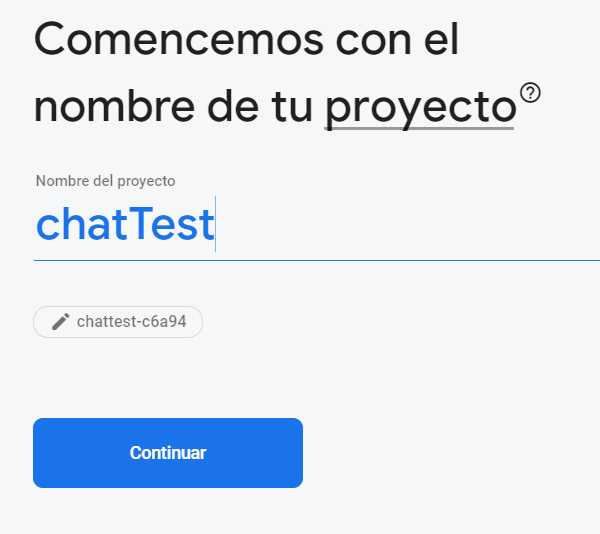 Comencemos con el
nombre de tu proyecto
Nombre del proyecto
chatTest
chattest-c6a94
Continuar